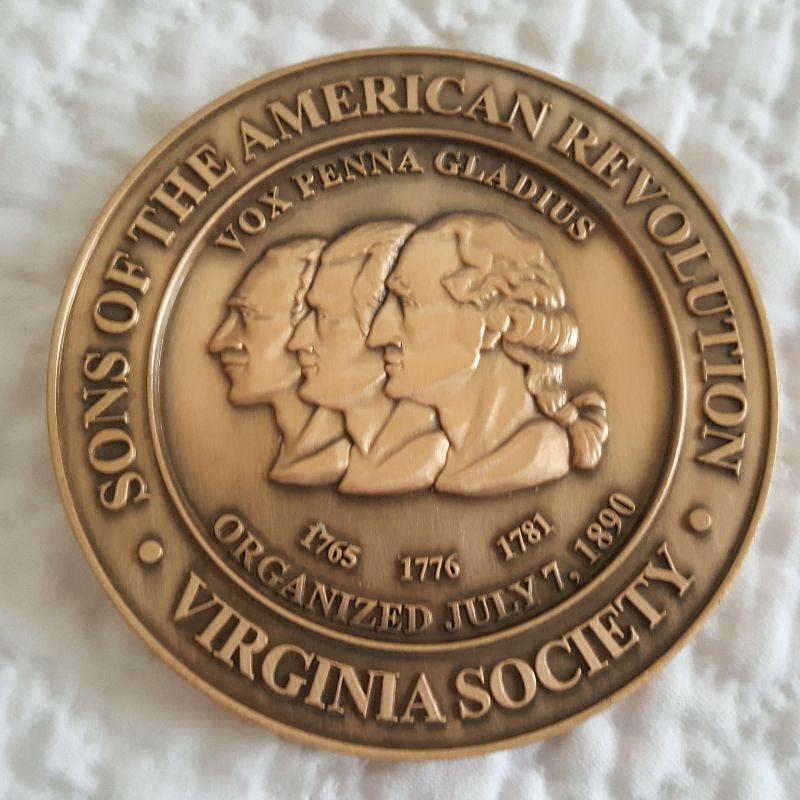 SONS OF THE AMERICAN REVOLUTION
VOX PENNA GLADIUS
1765 1776 1781
ORGANIZED JULY 7, 1890
• VIRGINIA SOCIETY •